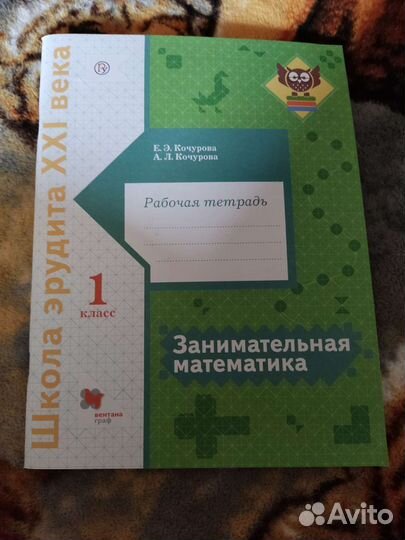 Школа эрудита XXI века
Е. Э. Кочурова
А. Л. Кочурова
Рабочая тетрадь
1
класс
Занимательная
математика
вентана
граф
Avito